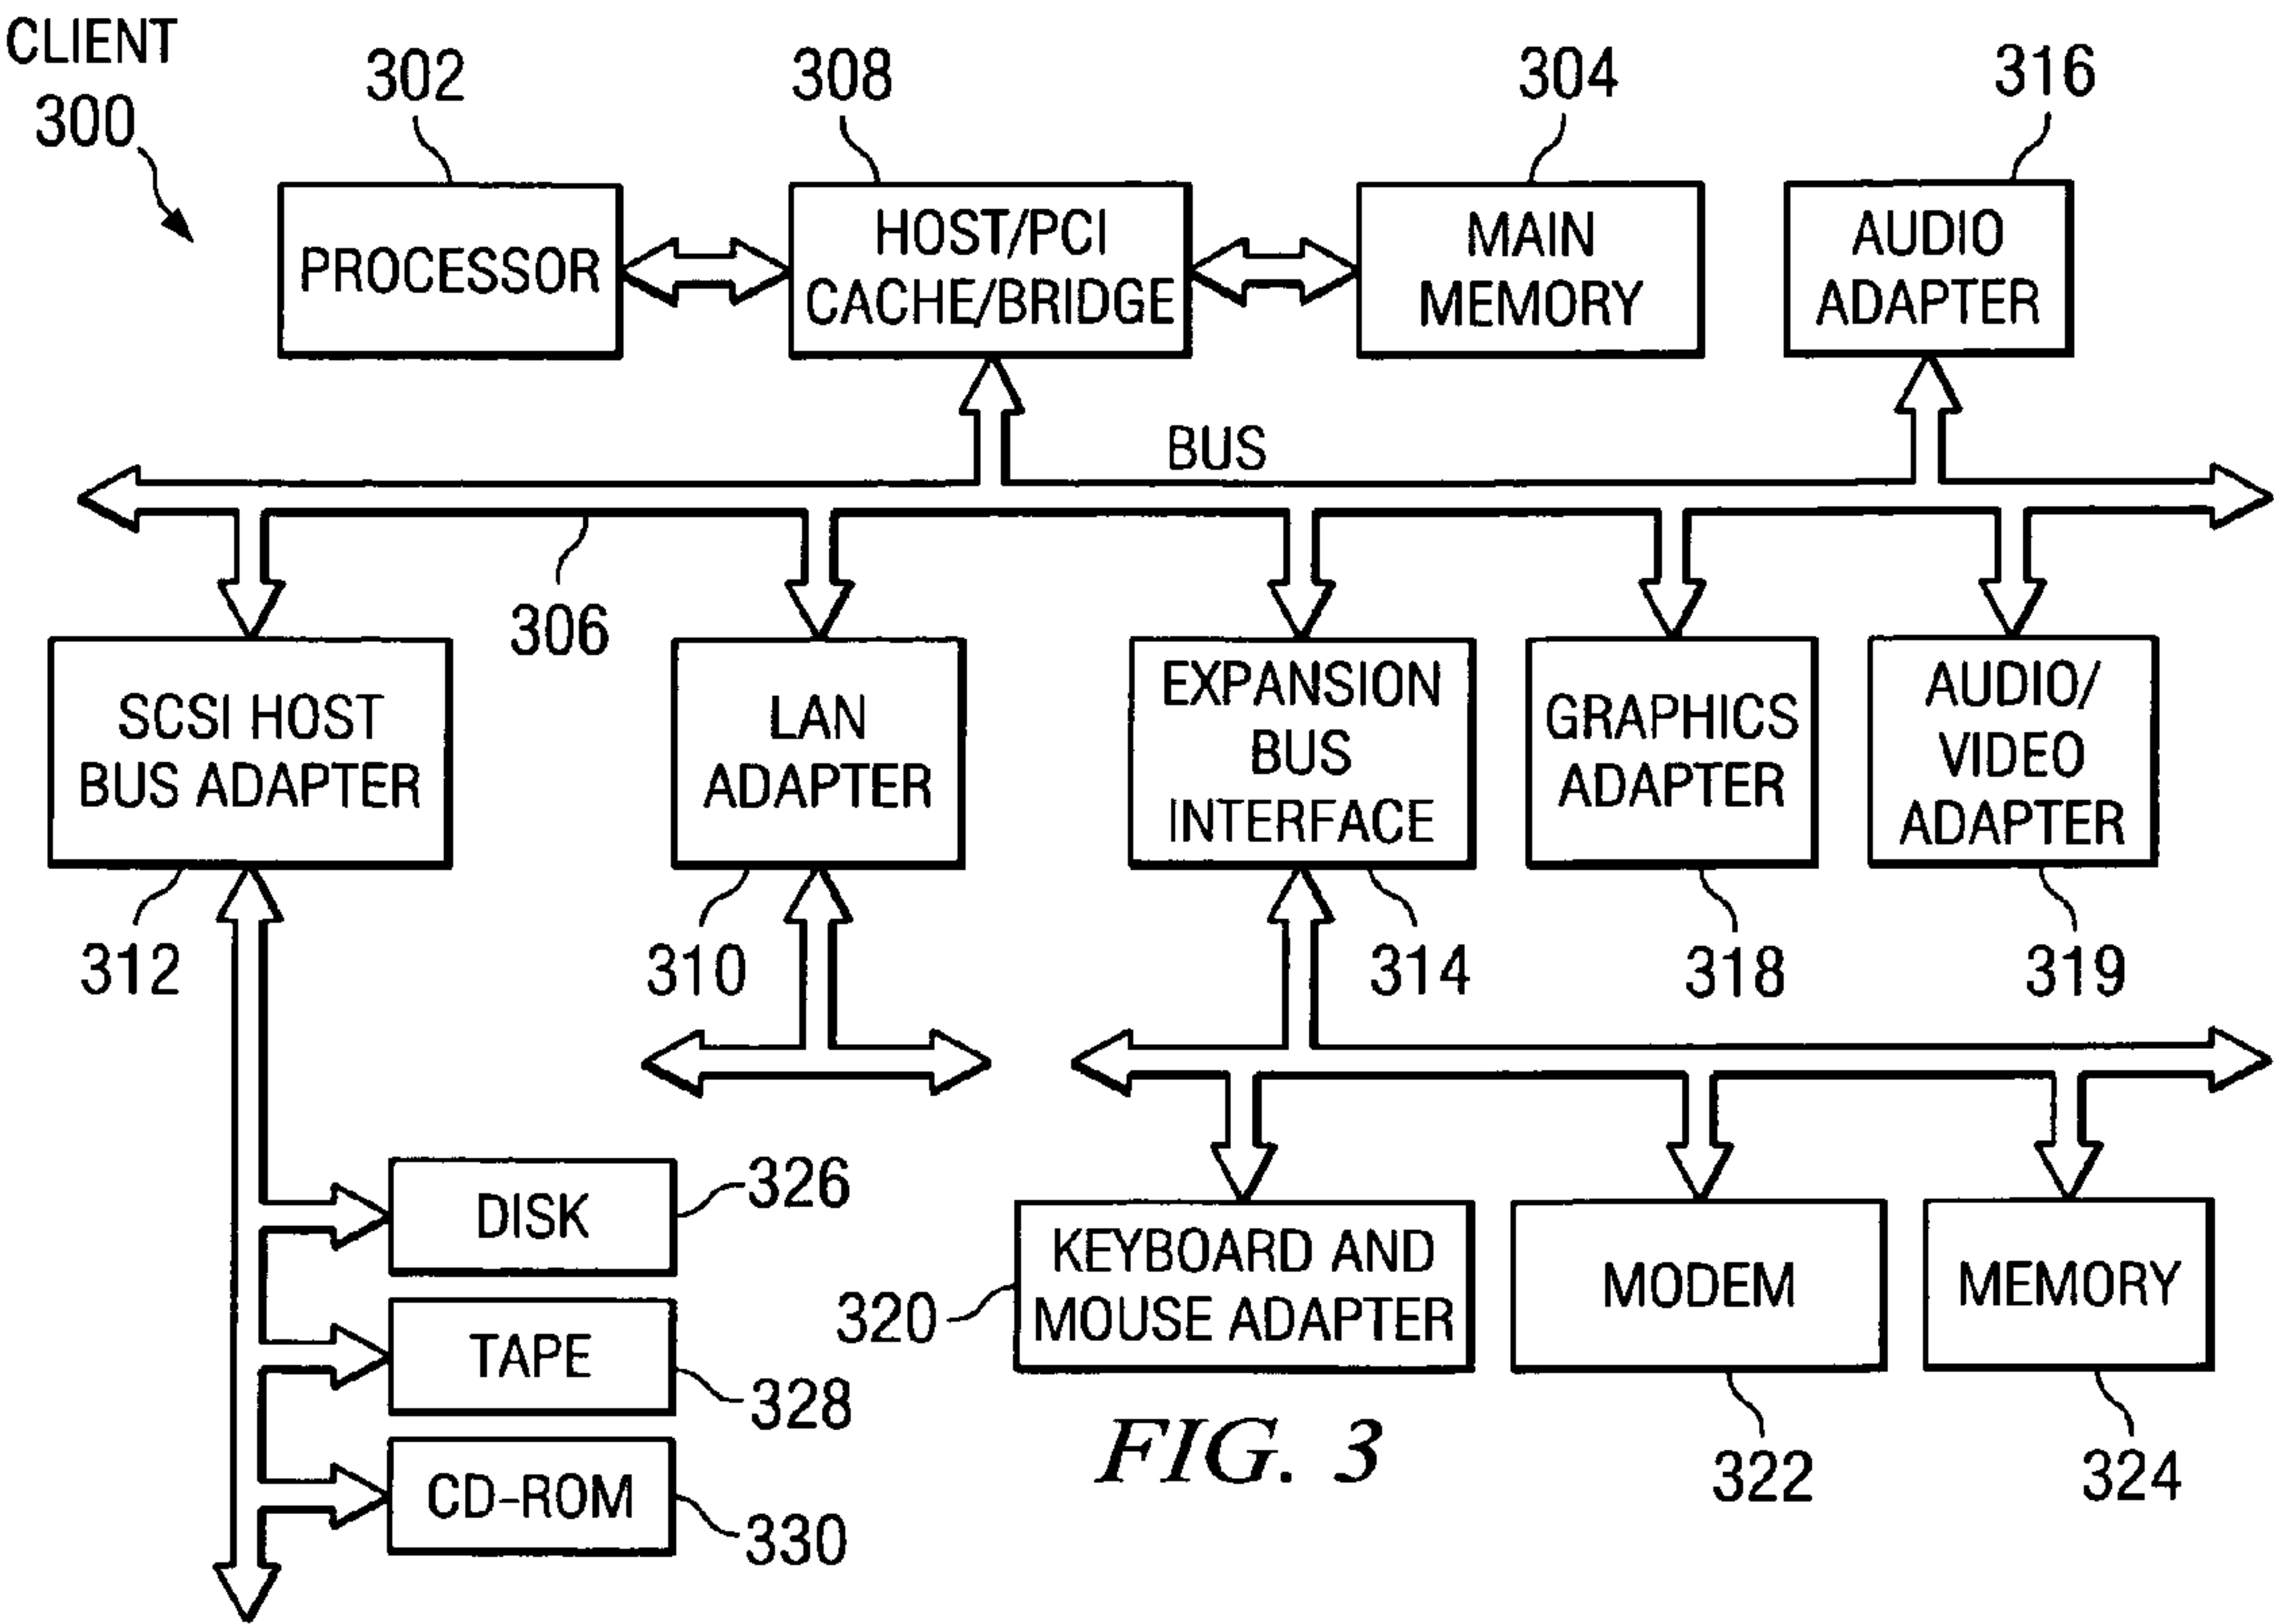 CLIENT
300
302
308
304
316
PROCESSOR
HOST/PCI
CACHE/BRIDGE
MAIN
MEMORY
AUDIO
ADAPTER
BUS
306
SCSI HOST
BUS ADAPTER
LAN
ADAPTER
EXPANSION
BUS
INTERFACE
GRAPHICS
ADAPTER
AUDIO/
VIDEO
ADAPTER
312
310
314
318
319
DISK
326
TAPE
328
CD-ROM
330
320
KEYBOARD AND
MOUSE ADAPTER
MODEM
MEMORY
322
324
FIG. 3